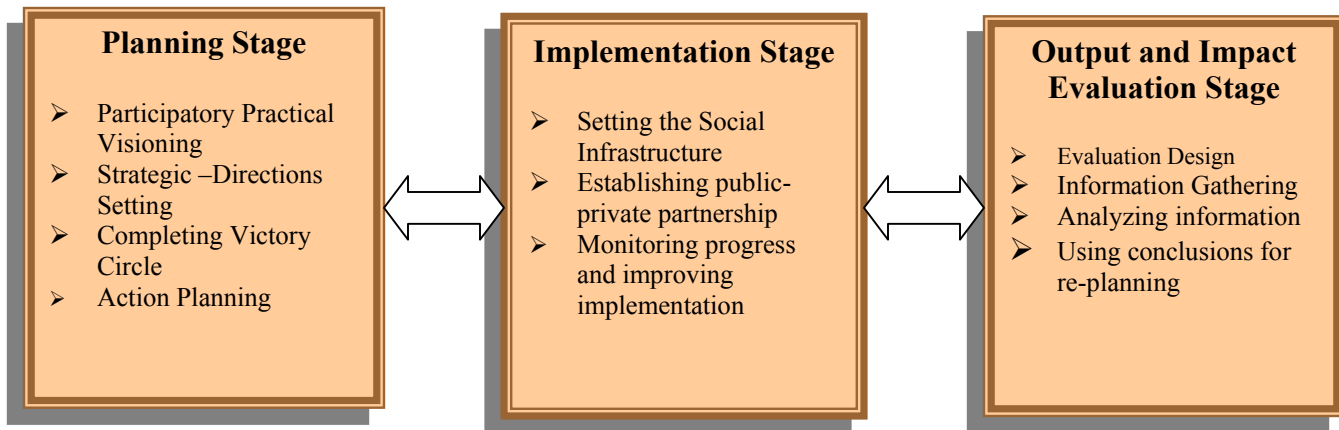 Planning Stage
➢ Participatory Practical
Visioning
➢ Strategic –Directions
Setting
➢ Completing Victory
Circle
➢ Action Planning
Implementation Stage
➢ Setting the Social
Infrastructure
➢ Establishing public-
private partnership
➢ Monitoring progress
and improving
implementation
Output and Impact
Evaluation Stage
➢ Evaluation Design
➢ Information Gathering
➢ Analyzing information
➢ Using conclusions for
re-planning